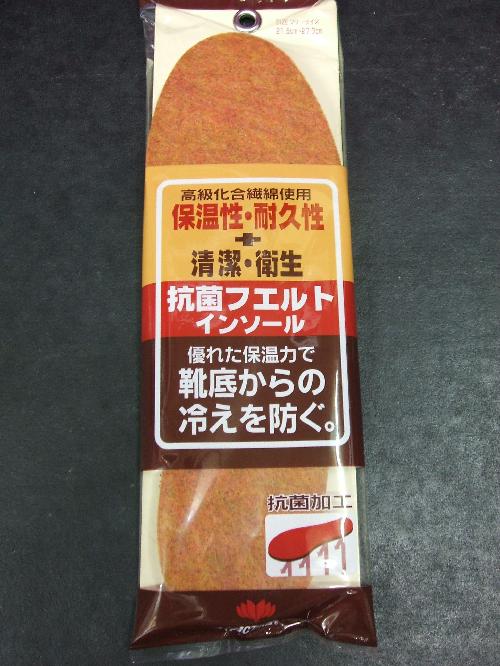 高級化合繊綿使用
保温性・耐久性
+
清潔・衛生
抗菌フエルト
インソール
優れた保温力で
靴底からの
冷えを防ぐ。
抗菌加工